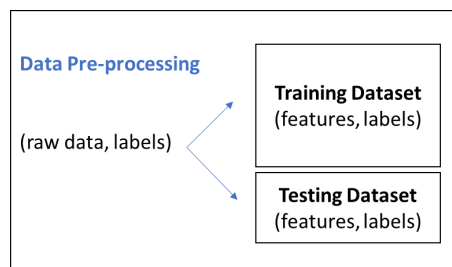 Data Pre-processing
(raw data, labels)
Training Dataset
(features, labels)
Testing Dataset
(features, labels)